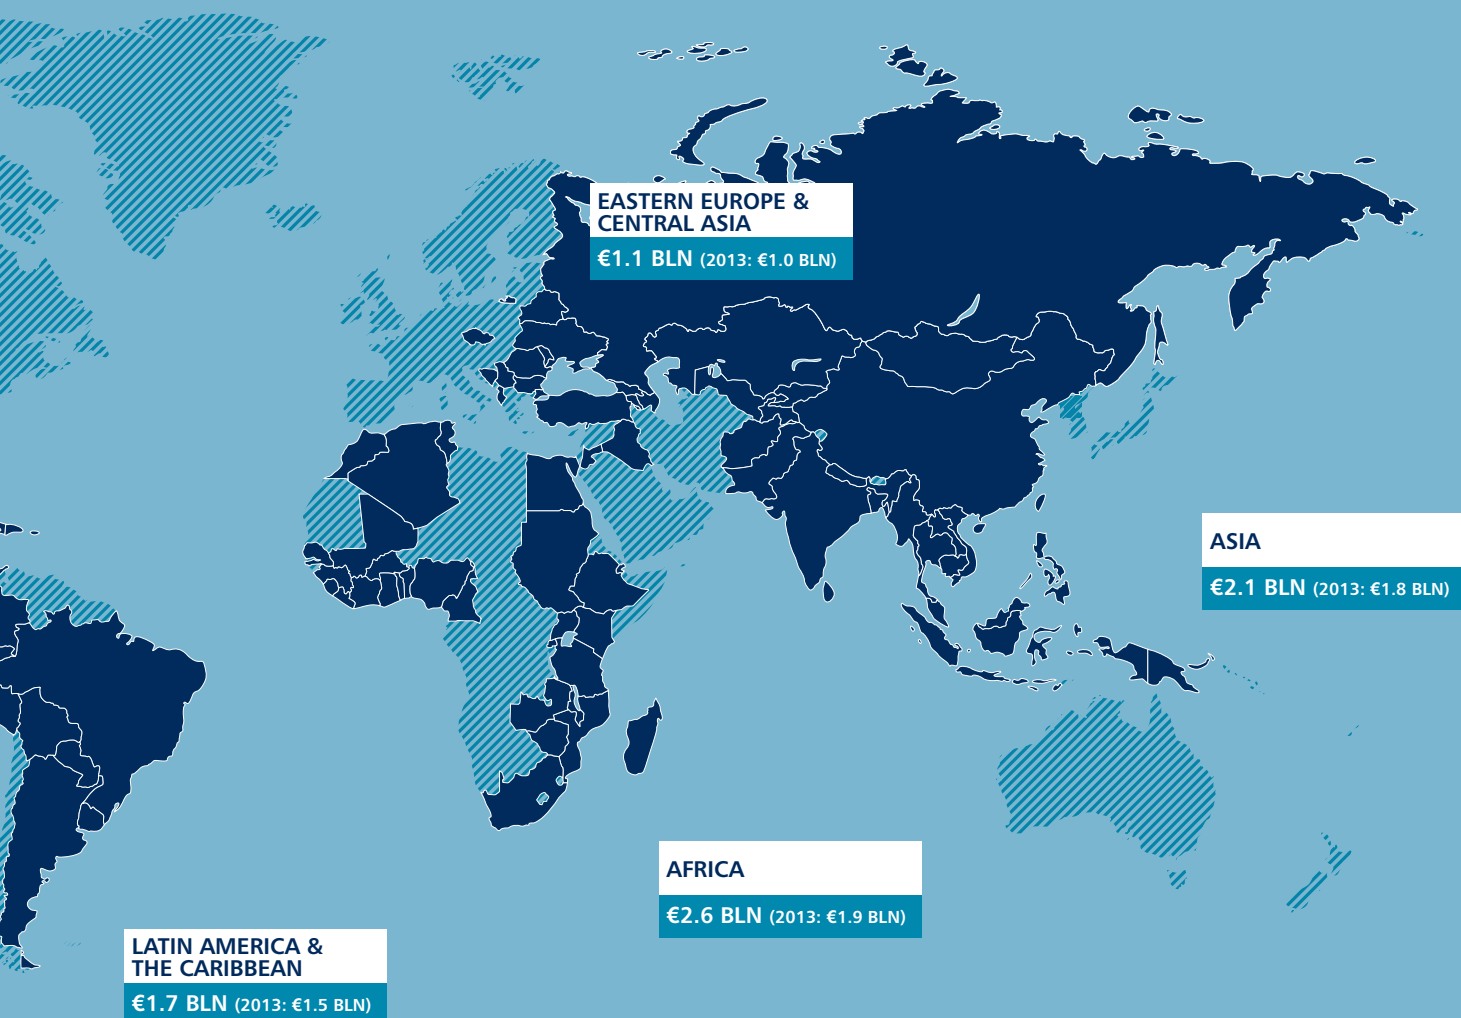 EASTERN EUROPE &
CENTRAL ASIA
€1.1 BLN (2013: €1.0 BLN)
ASIA
€2.1 BLN (2013: €1.8 BLN)
AFRICA
€2.6 BLN (2013: €1.9 BLN)
LATIN AMERICA &
THE CARIBBEAN
€1.7 BLN (2013: €1.5 BLN)